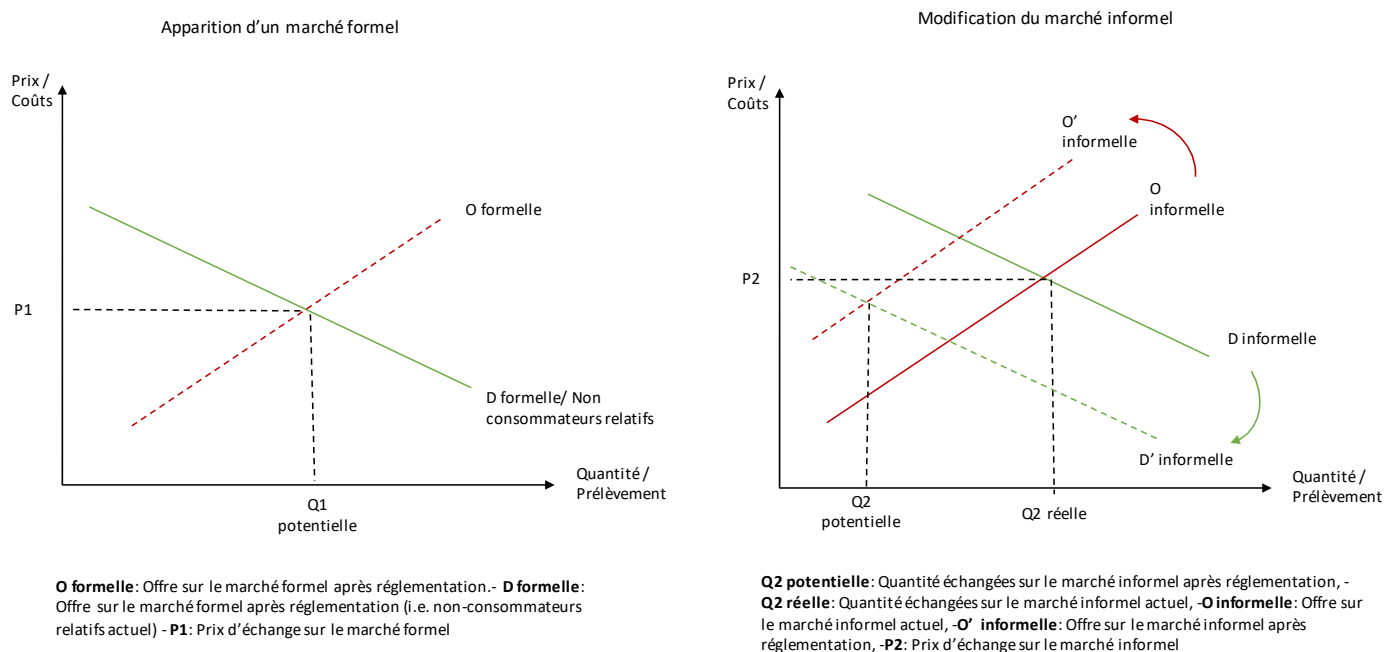 Apparition d'un marché formel
Prix /
Coûts
O formelle
P1
D formelle/ Non
consommateurs relatifs
Quantité /
Prélèvement
Q1
potentielle
O formelle: Offre sur le marché formel après réglementation.- D formelle:
Offre sur le marché formel après réglementation (i.e. non-consommateurs
relatifs actuel) - P1: Prix d'échange sur le marché formel
Modification du marché informel
Prix /
Coûts
O'
informelle
O
informelle
P2
D informelle
D' informelle
Quantité /
Prélèvement
Q2
potentielle
Q2 réelle
Q2 potentielle: Quantité échangées sur le marché informel après réglementation, -
Q2 réelle: Quantité échangées sur le marché informel actuel, -O informelle: Offre sur
le marché informel actuel, -O' informelle: Offre sur le marché informel après
réglementation, -P2: Prix d'échange sur le marché informel